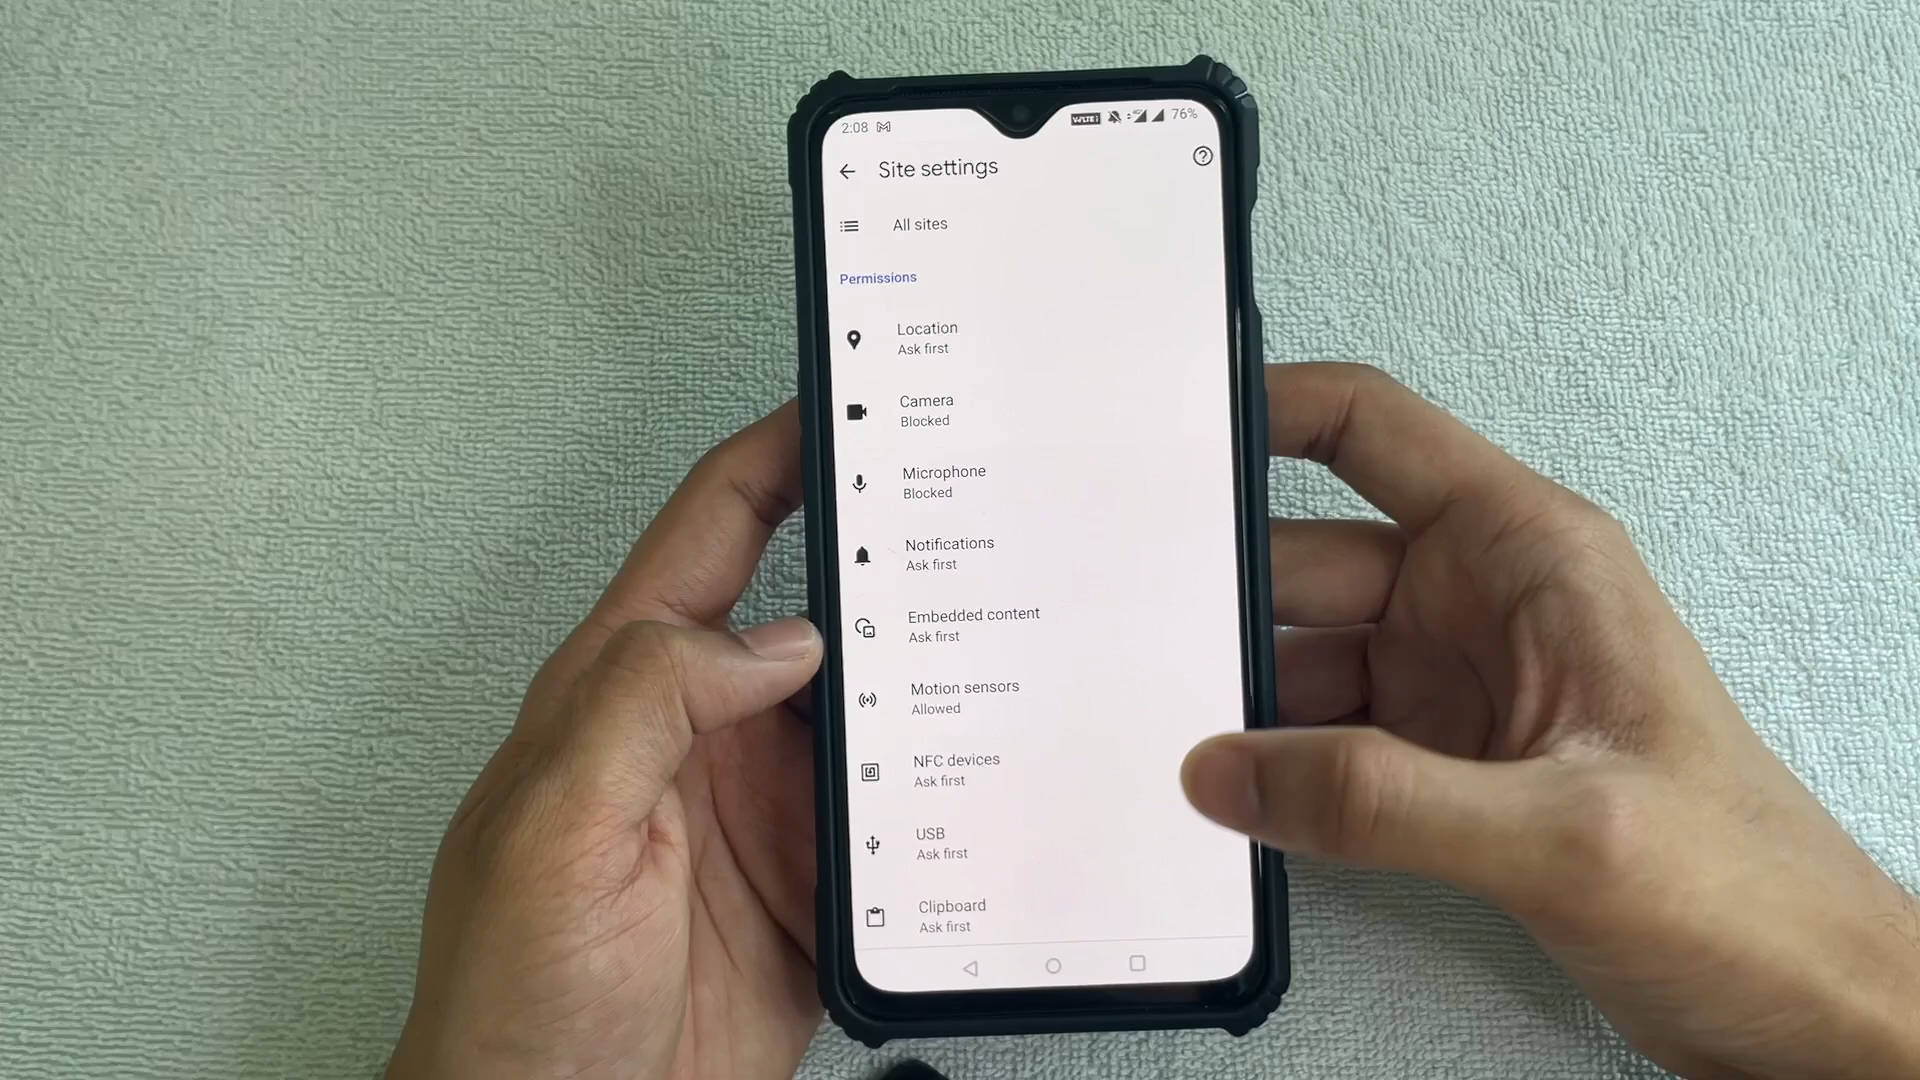 2:08
76%
Site settings
All sites
Permissions
Location
Ask first
Camera
Blocked
Microphone
Blocked
Notifications
Ask first
Embedded content
Ask first
Motion sensors
Allowed
NFC devices
Ask first
USB
Ask first
Clipboard
Ask first